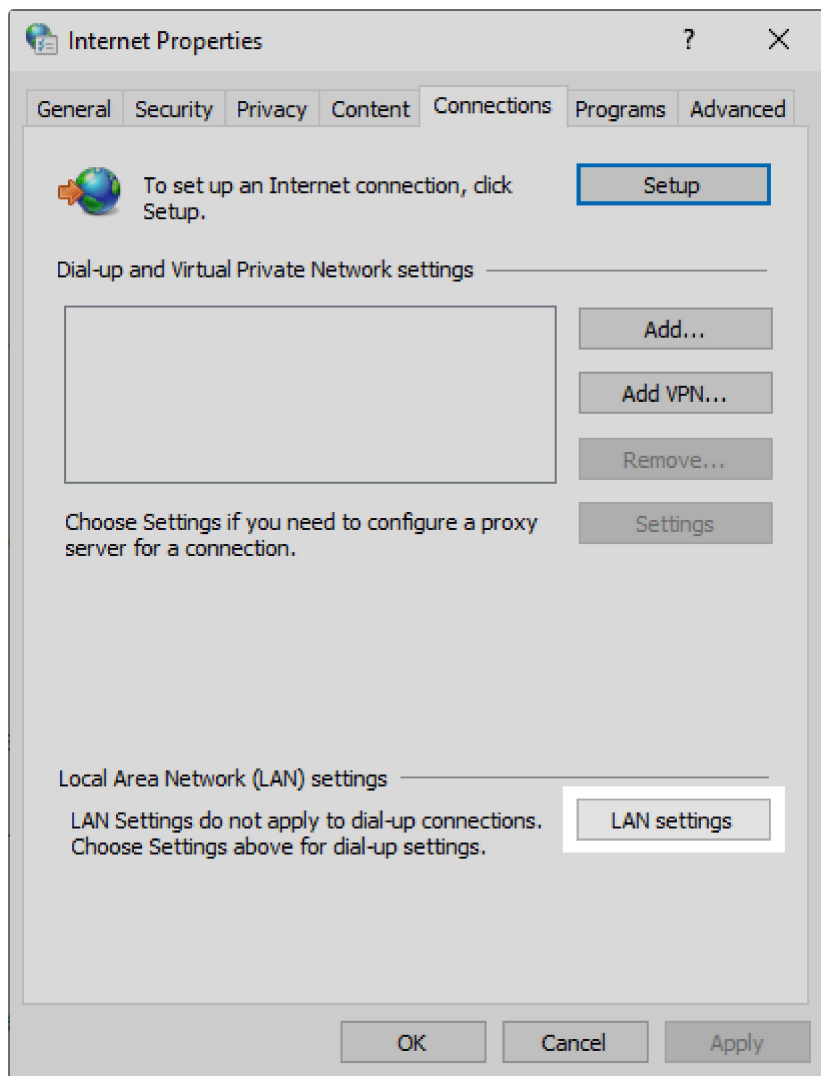 Internet Properties
?
General
Security
Privacy
Content
Connections
Programs
Advanced
To set up an Internet connection, click
Setup.
Setup
Dial-up and Virtual Private Network settings
Add...
Add VPN...
Remove...
Choose Settings if you need to configure a proxy
server for a connection.
Settings
Local Area Network (LAN) settings
LAN Settings do not apply to dial-up connections.
Choose Settings above for dial-up settings.
LAN settings
OK
Cancel
Apply